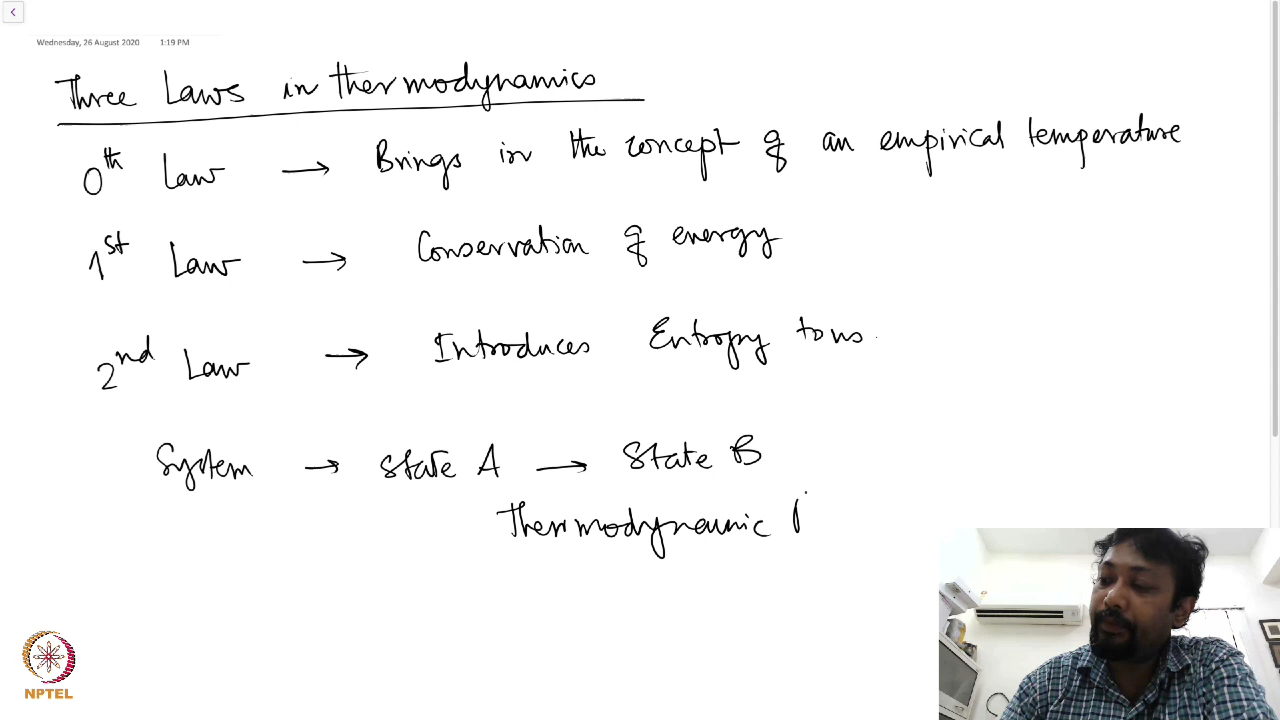 Wednesday, 26 August 2020 1:19 PM
Three Laws in thermodynamics
0th Law → Brings in the concept of an empirical temperature
1st Law → Conservation of energy
2nd Law → Introduces Entropy to us.
System → State A → State B
Thermodynamic
NPTEL